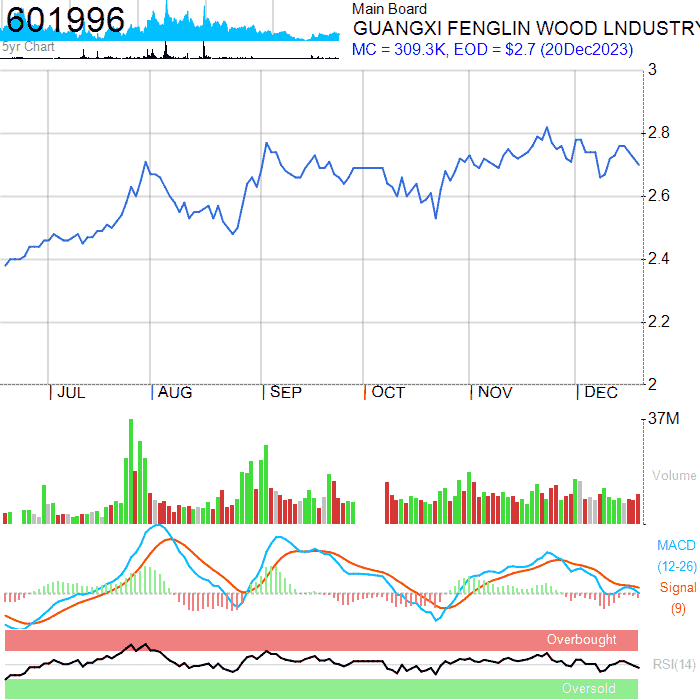 601996
5yr Chart
Main Board
GUANGXI FENGLIN WOOD LNDUSTRY
MC = 309.3K, EOD = $2.7 (20Dec2023)
3
2.8
2.6
2.4
2.2
2
JUL AUG SEP OCT NOV DEC
37M
Volume
MACD
(12-26)
Signal
(9)
Overbought
RSI(14)
Oversold